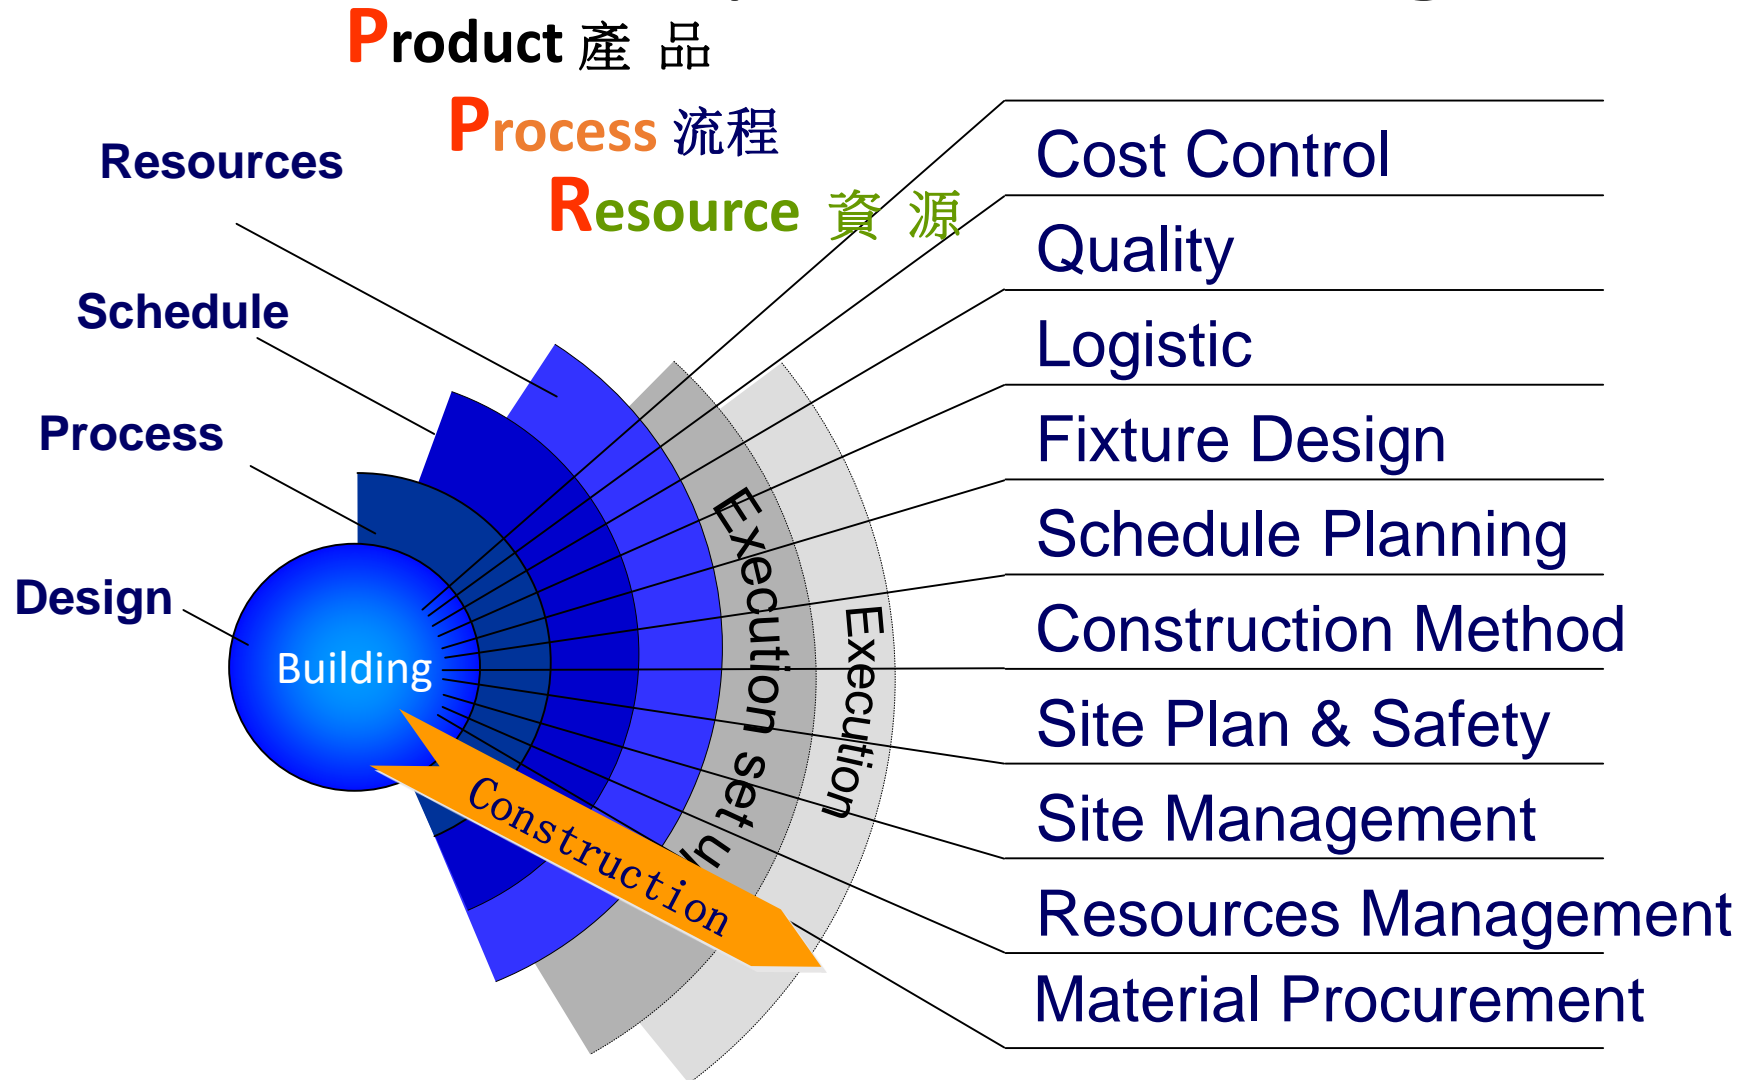 Product 產 品
Process 流程
Resource 資 源
Resources
Schedule
Process
Design
Building
Construction
Execution set
Execution
Cost Control
Quality
Logistic
Fixture Design
Schedule Planning
Construction Method
Site Plan & Safety
Site Management
Resources Management
Material Procurement